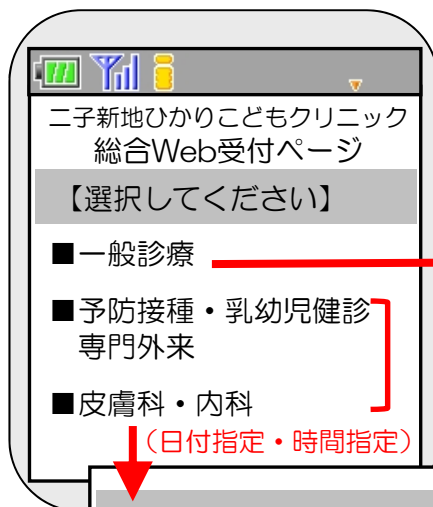 二子新地ひかりこどもクリニック
総合Web受付ページ
【選択してください】
■一般診療
■予防接種・乳幼児健診
専門外来
■皮膚科・内科
（日付指定・時間指定）